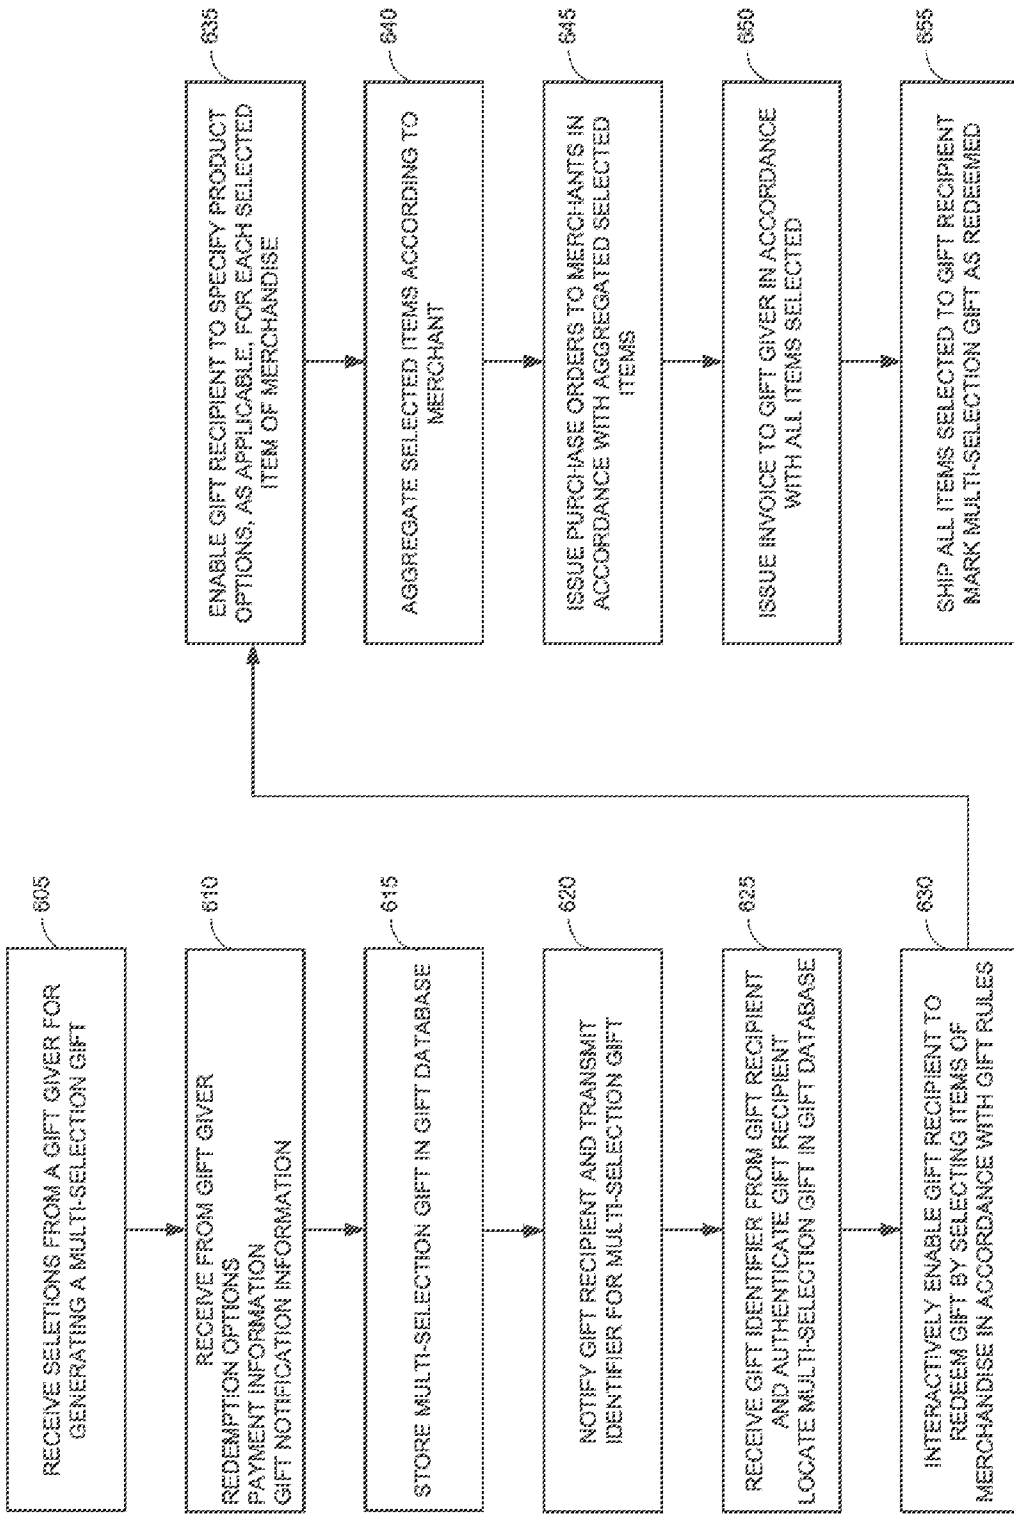 RECEIVE SELETIONS FROM A GIFT GIVER FOR
GENERATING A MULTI-SELECTION GIFT
605
RECEIVE FROM GIFT GIVER
REDEMPTION OPTIONS
PAYMENT INFORMATION
GIFT NOTIFICATION INFORMATION
610
STORE MULTI-SELECTION GIFT IN GIFT DATABASE
615
NOTIFY GIFT RECIPIENT AND TRANSMIT
IDENTIFIER FOR MULTI-SELECTION GIFT
620
RECEIVE GIFT IDENTIFIER FROM GIFT RECIPIENT
AND AUTHENTICATE GIFT RECIPIENT
LOCATE MULTI-SELECTION GIFT IN GIFT DATABASE
625
INTERACTIVELY ENABLE GIFT RECIPIENT TO
REDEEM GIFT BY SELECTING ITEMS OF
MERCHANDISE IN ACCORDANCE WITH GIFT RULES
630
ENABLE GIFT RECIPIENT TO SPECIFY PRODUCT
OPTIONS, AS APPLICABLE, FOR EACH SELECTED
ITEM OF MERCHANDISE
635
AGGREGATE SELECTED ITEMS ACCORDING TO
MERCHANT
640
ISSUE PURCHASE ORDERS TO MERCHANTS IN
ACCORDANCE WITH AGGREGATED SELECTED
ITEMS
645
ISSUE INVOICE TO GIFT GIVER IN ACCORDANCE
WITH ALL ITEMS SELECTED
650
SHIP ALL ITEMS SELECTED TO GIFT RECIPIENT
MARK MULTI-SELECTION GIFT AS REDEEMED
655